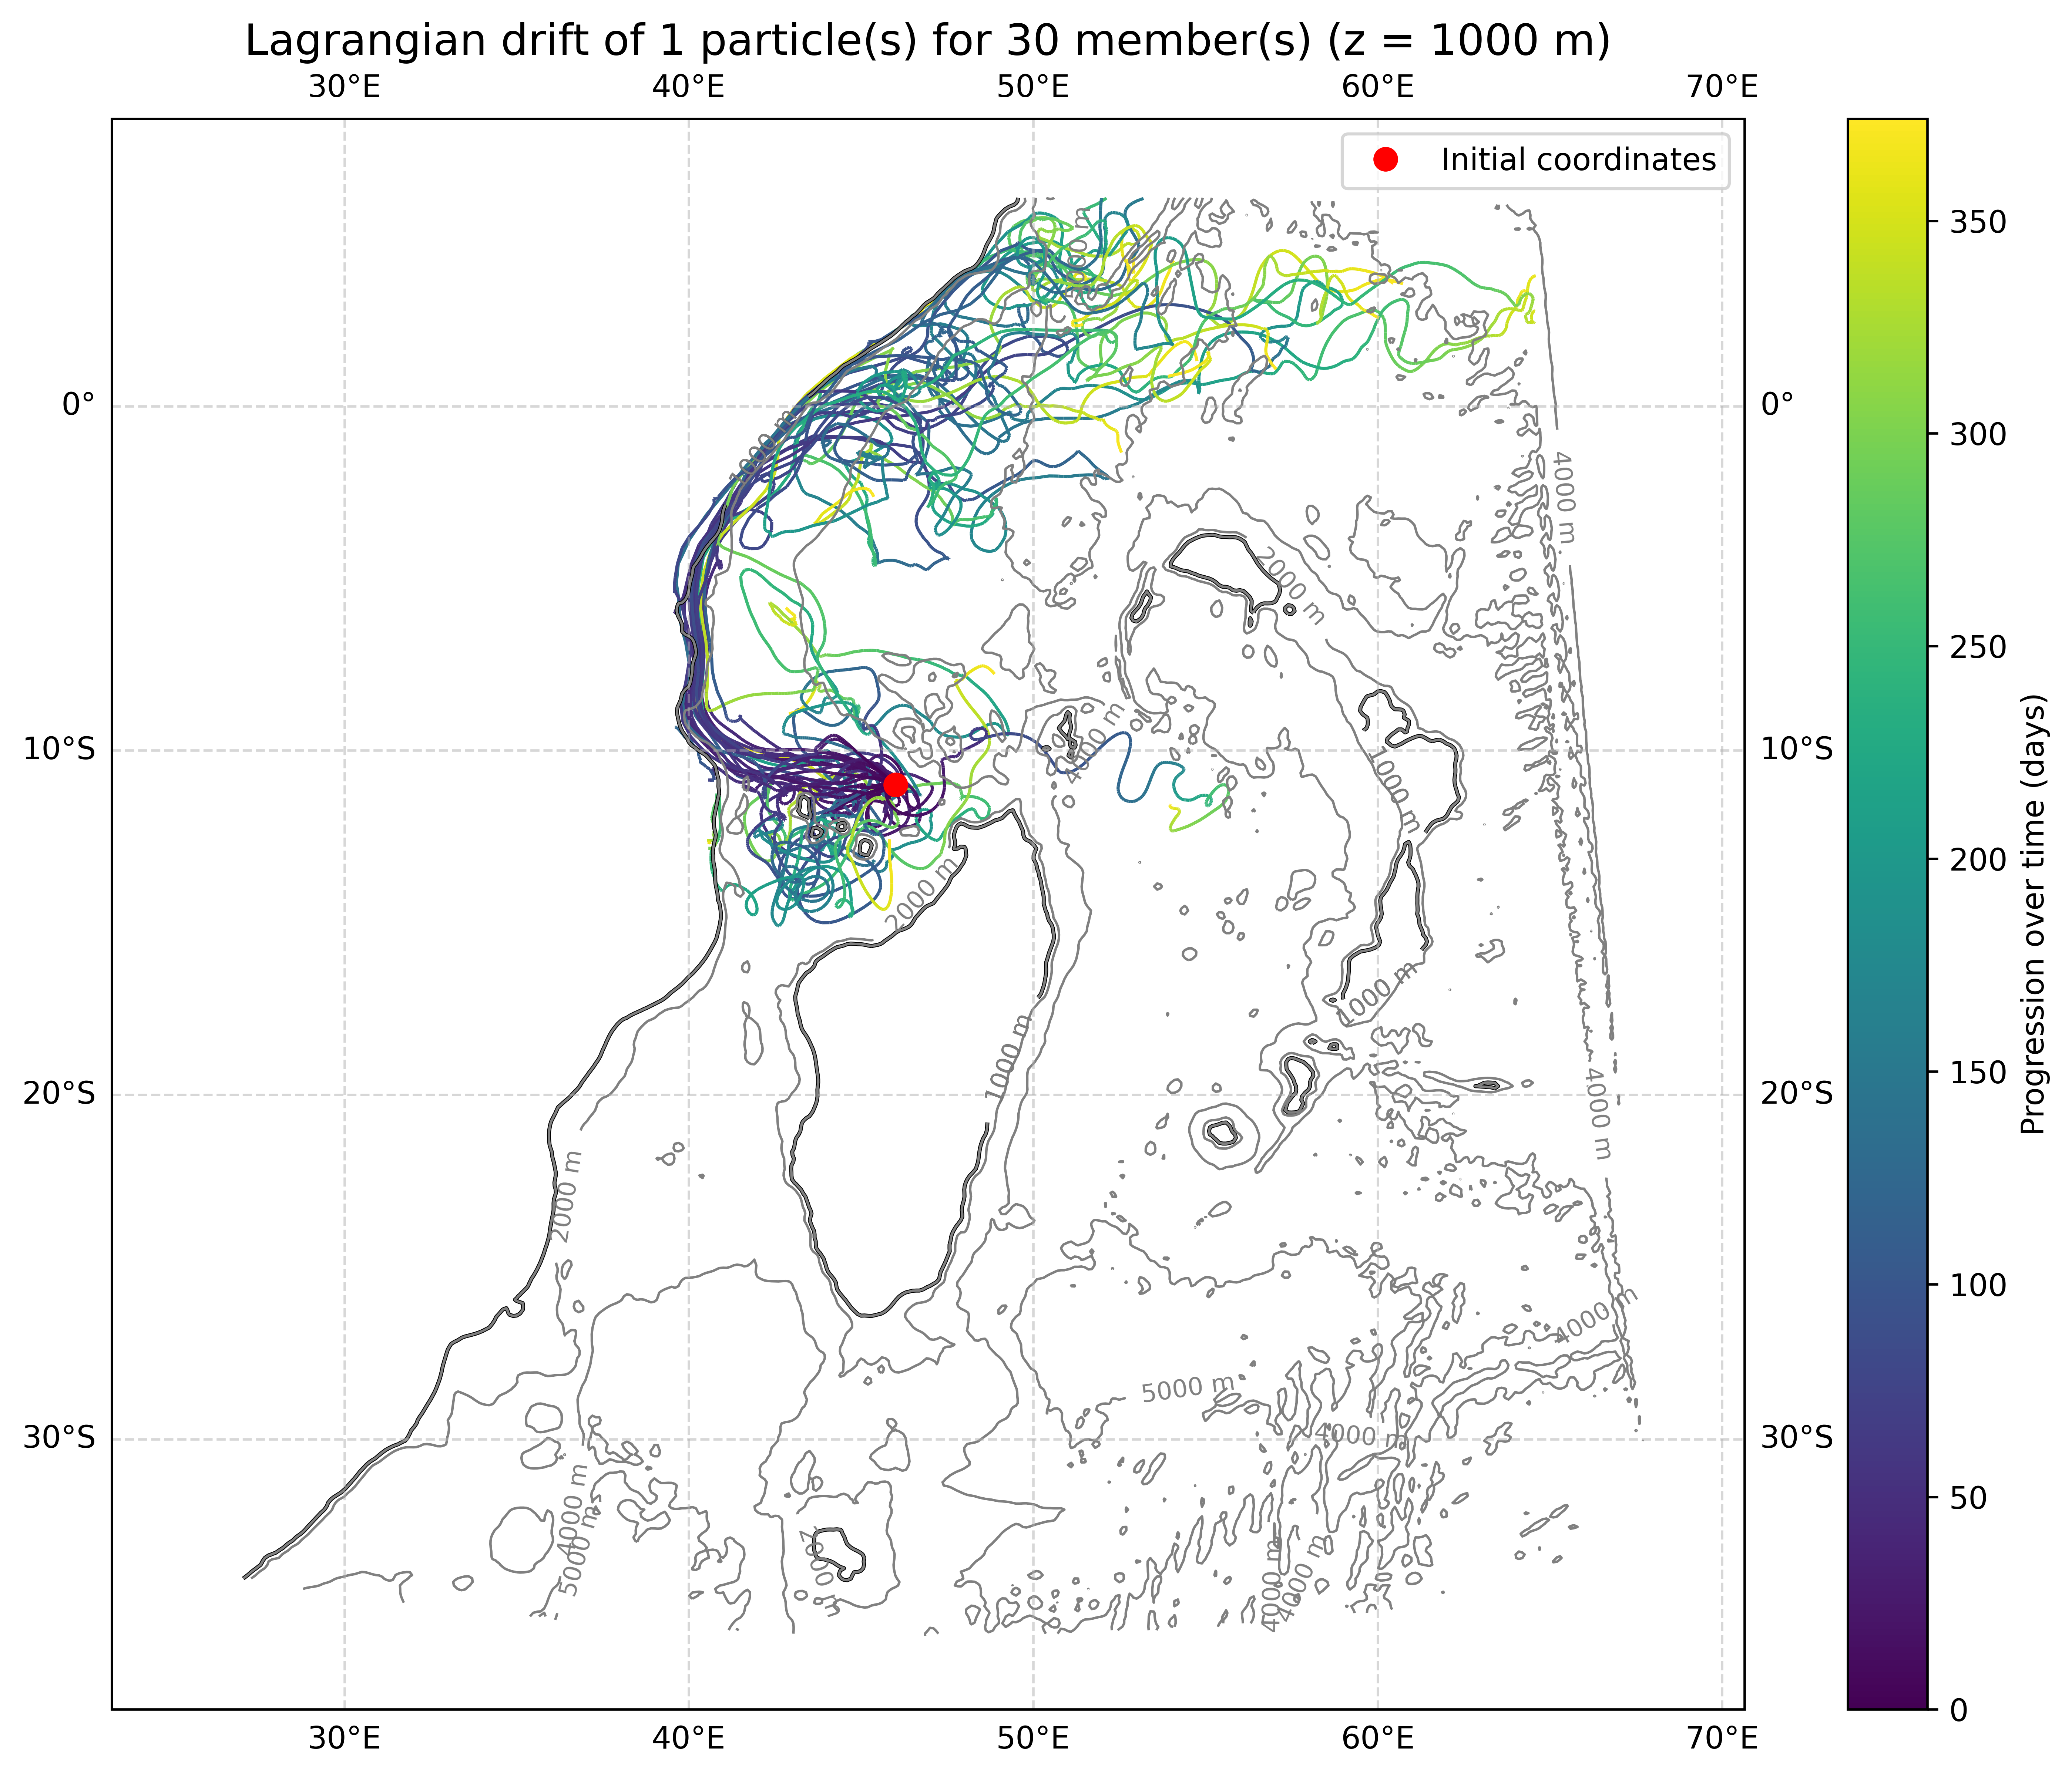 Lagrangian drift of 1 particle(s) for 30 member(s) (z = 1000 m)
30°E 40°E 50°E 60°E 70°E
Initial coordinates
0°
10°S
20°S
30°S
0°
10°S
20°S
30°S
4000 m
2000 m
4000 m
1000 m
2000 m
1000 m
1000 m
4000 m
2000 m
4000 m
5000 m
4000 m
4000 m
5000 m
4000 m
4000 m
30°E 40°E 50°E 60°E 70°E
350
300
250
200
150
100
50
0
Progression over time (days)